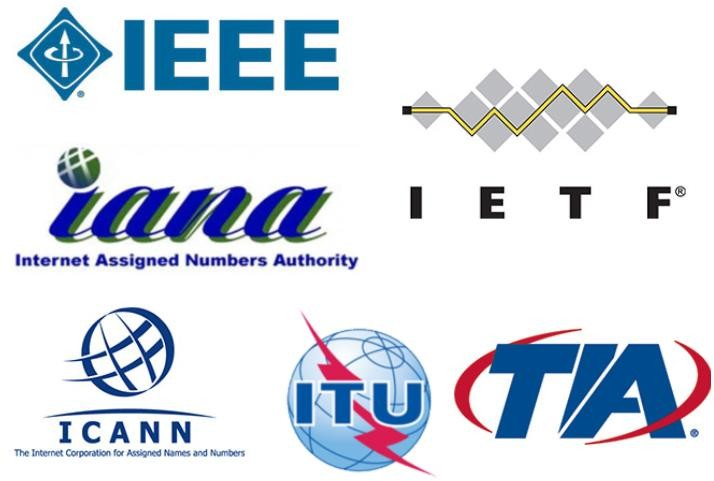 IEEE®
IETF®
iana
Internet Assigned Numbers Authority
ICANN
The Internet Corporation for Assigned Names and Numbers
ITU
TIA®